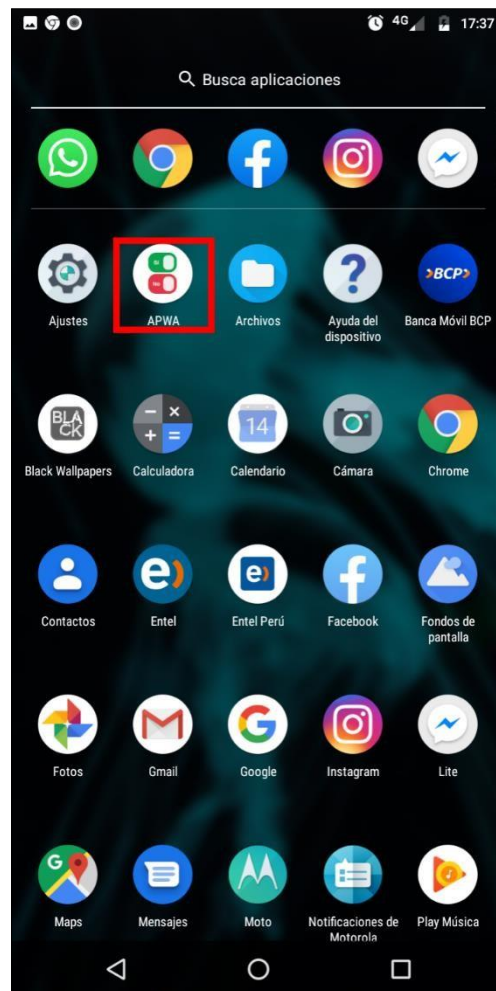 4G 17:37
Busca aplicaciones
Ajustes
APWA
Archivos
Ayuda del
dispositivo
>BCP>
Banca Móvil BCP
BLA
CK
Black Wallpapers
Calculadora
14
Calendario
Cámara
Chrome
Contactos
e)
Entel
e)
Entel Perú
Facebook
Fondos de
pantalla
Fotos
Gmail
G
Google
Instagram
Lite
G
Maps
Mensajes
Moto
Notificaciones de
Motorola
Play Música